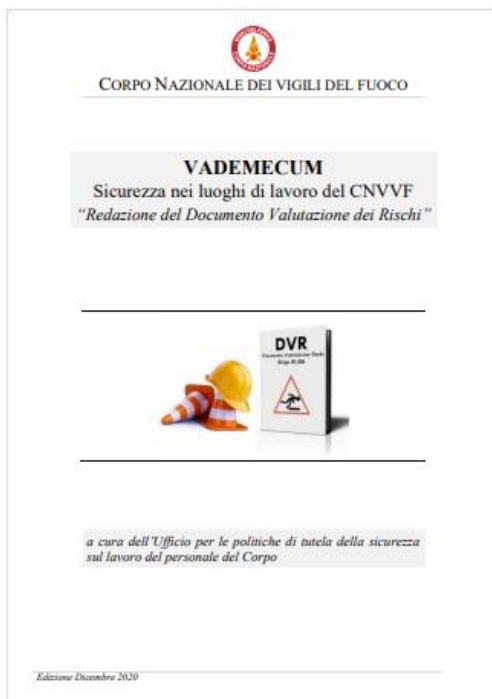 CORPO NAZIONALE DEI VIGILI DEL FUOCO
VADEMECUM
Sicurezza nei luoghi di lavoro del CNVVF
“Redazione del Documento Valutazione dei Rischi”
DVR
a cura dell’Ufficio per le politiche di tutela della sicurezza
sul lavoro del personale del Corpo
Edizione Dicembre 2020